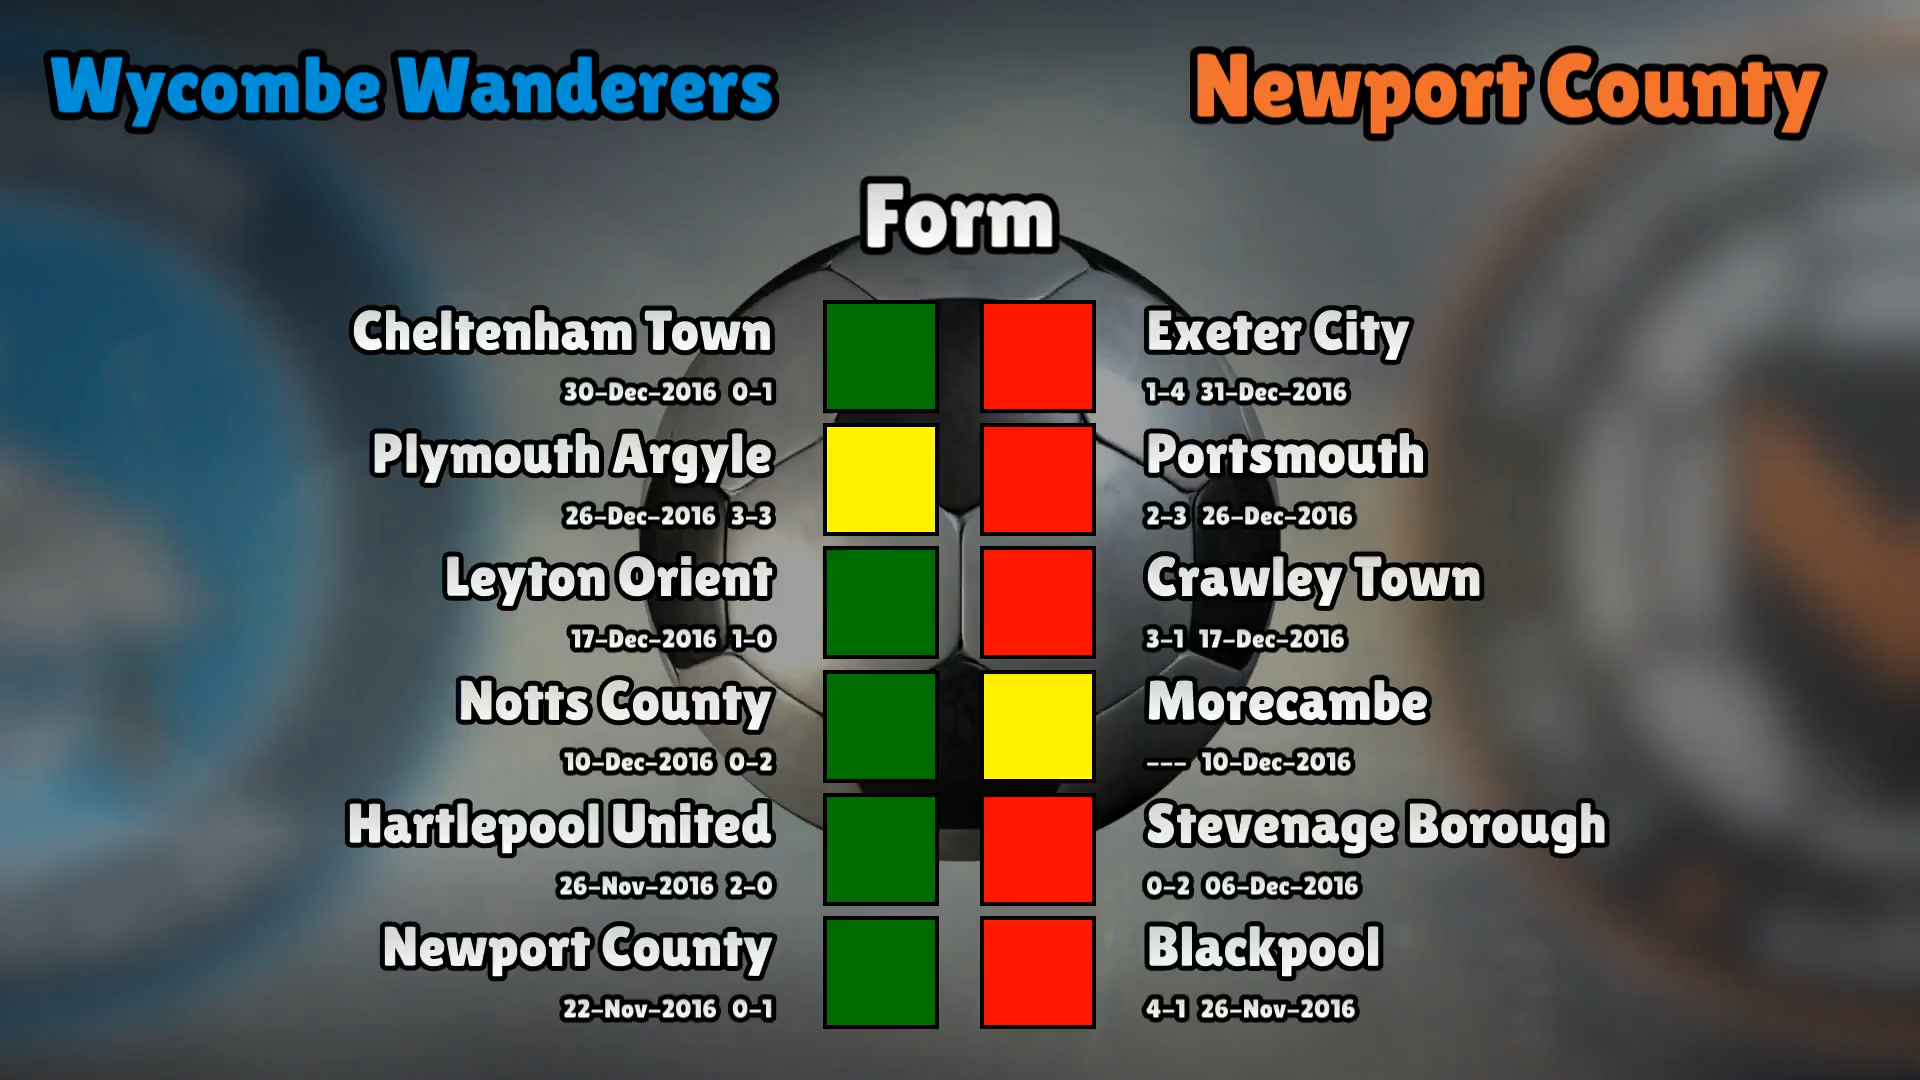 Wycombe Wanderers
Newport County
Form
Cheltenham Town
30-Dec-2016 0-1
Exeter City
1-4 31-Dec-2016
Plymouth Argyle
26-Dec-2016 3-3
Portsmouth
2-3 26-Dec-2016
Leyton Orient
17-Dec-2016 1-0
Crawley Town
3-1 17-Dec-2016
Notts County
10-Dec-2016 0-2
Morecambe
--- 10-Dec-2016
Hartlepool United
26-Nov-2016 2-0
Stevenage Borough
0-2 06-Dec-2016
Newport County
22-Nov-2016 0-1
Blackpool
4-1 26-Nov-2016